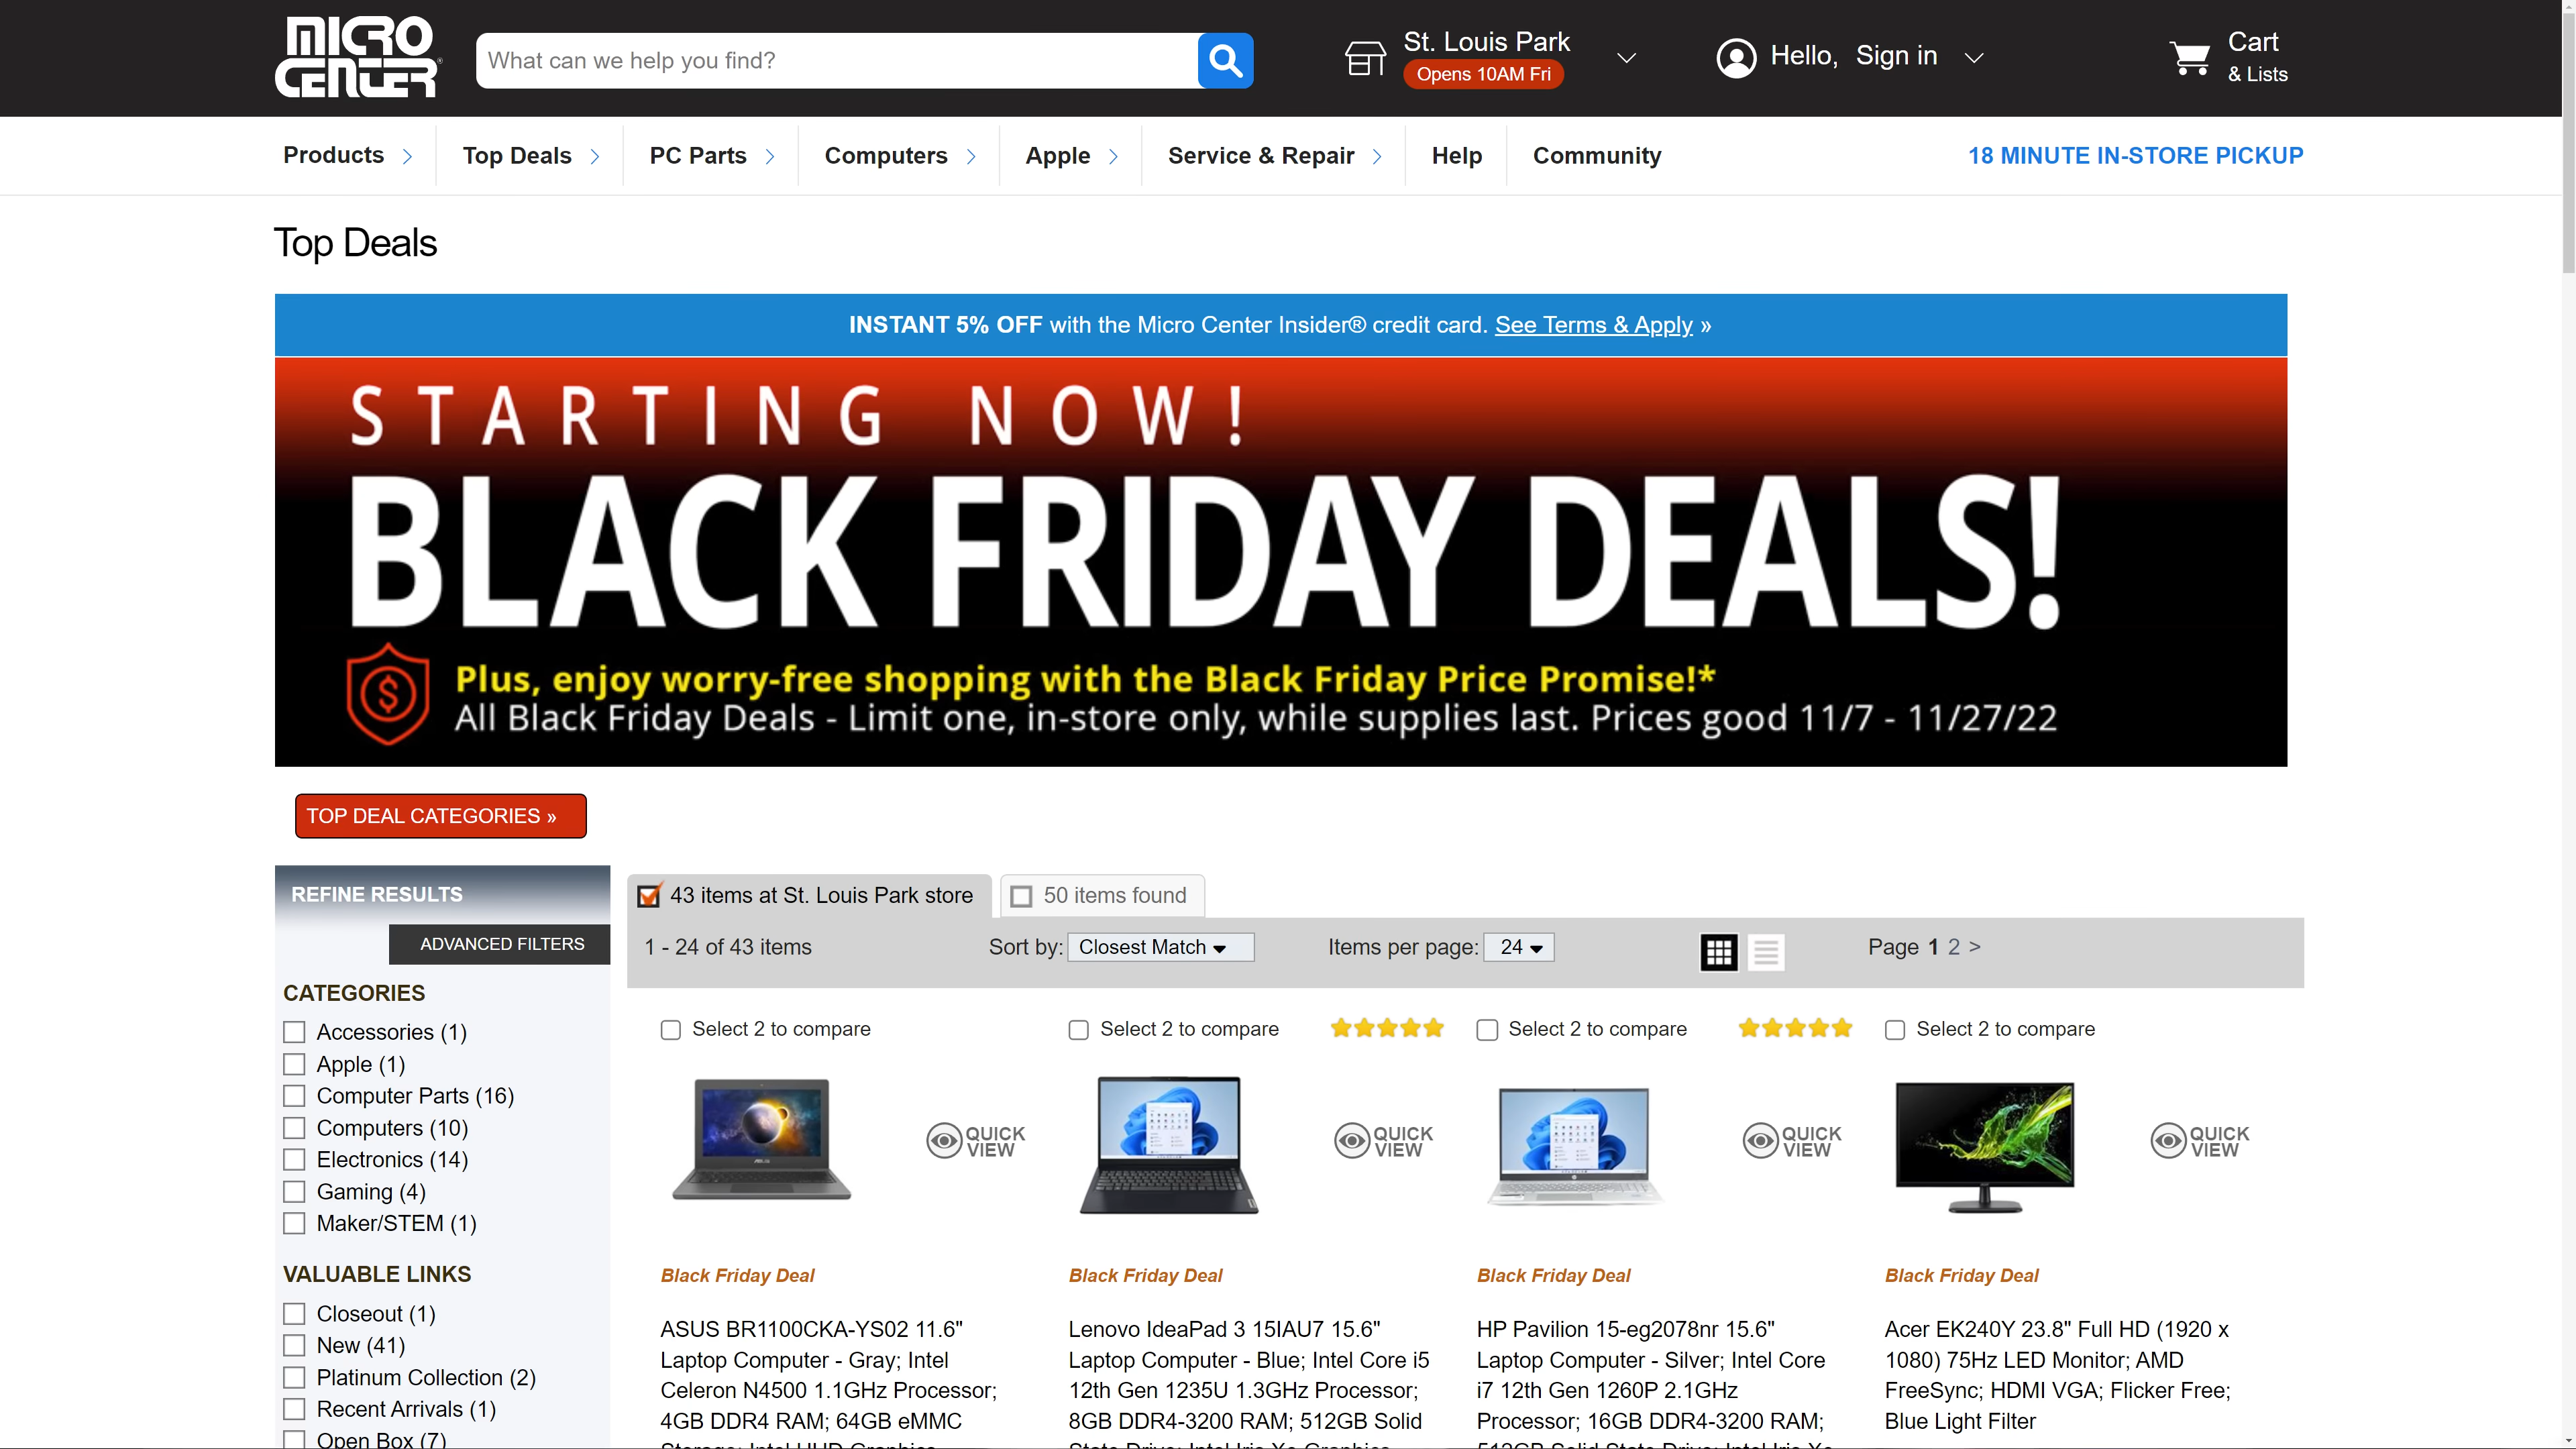 MICRO CENTER
What can we help you find?
St. Louis Park
Opens 10AM Fri
Hello, Sign in
Cart
& Lists
Products
Top Deals
PC Parts
Computers
Apple
Service & Repair
Help
Community
18 MINUTE IN-STORE PICKUP
Top Deals
INSTANT 5% OFF with the Micro Center Insider® credit card. See Terms & Apply »
STARTING NOW!
BLACK FRIDAY DEALS!
Plus, enjoy worry-free shopping with the Black Friday Price Promise!*
All Black Friday Deals - Limit one, in-store only, while supplies last. Prices good 11/7 - 11/27/22
TOP DEAL CATEGORIES »
REFINE RESULTS
ADVANCED FILTERS
CATEGORIES
Accessories (1)
Apple (1)
Computer Parts (16)
Computers (10)
Electronics (14)
Gaming (4)
Maker/STEM (1)
VALUABLE LINKS
Closeout (1)
New (41)
Platinum Collection (2)
Recent Arrivals (1)
Open Box (7)
43 items at St. Louis Park store
50 items found
1 - 24 of 43 items
Sort by: Closest Match
Items per page: 24
Page 1 2 >
Select 2 to compare
QUICK
VIEW
Black Friday Deal
ASUS BR1100CKA-YS02 11.6"
Laptop Computer - Gray; Intel
Celeron N4500 1.1GHz Processor;
4GB DDR4 RAM; 64GB eMMC
Storage; Intel UHD Graphics
Select 2 to compare
QUICK
VIEW
Black Friday Deal
Lenovo IdeaPad 3 15IAU7 15.6"
Laptop Computer - Blue; Intel Core i5
12th Gen 1235U 1.3GHz Processor;
8GB DDR4-3200 RAM; 512GB Solid
State Drive; Intel Iris Xe Graphics
Select 2 to compare
QUICK
VIEW
Black Friday Deal
HP Pavilion 15-eg2078nr 15.6"
Laptop Computer - Silver; Intel Core
i7 12th Gen 1260P 2.1GHz
Processor; 16GB DDR4-3200 RAM;
512GB Solid State Drive; Intel Iris Xe
Select 2 to compare
QUICK
VIEW
Black Friday Deal
Acer EK240Y 23.8" Full HD (1920 x
1080) 75Hz LED Monitor; AMD
FreeSync; HDMI VGA; Flicker Free;
Blue Light Filter